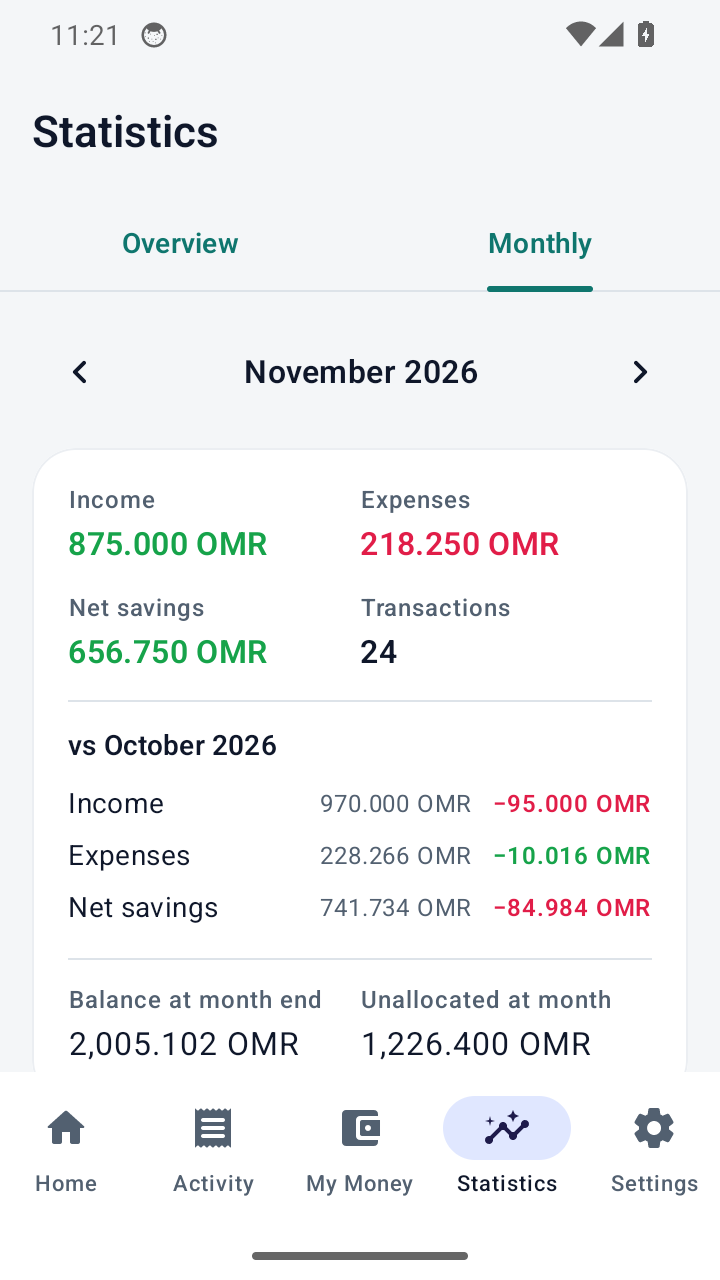 11:21
Statistics
Overview Monthly
November 2026
Income Expenses
875.000 OMR 218.250 OMR
Net savings Transactions
656.750 OMR 24
vs October 2026
Income 970.000 OMR −95.000 OMR
Expenses 228.266 OMR −10.016 OMR
Net savings 741.734 OMR −84.984 OMR
Balance at month end Unallocated at month
2,005.102 OMR 1,226.400 OMR
Home Activity My Money Statistics Settings